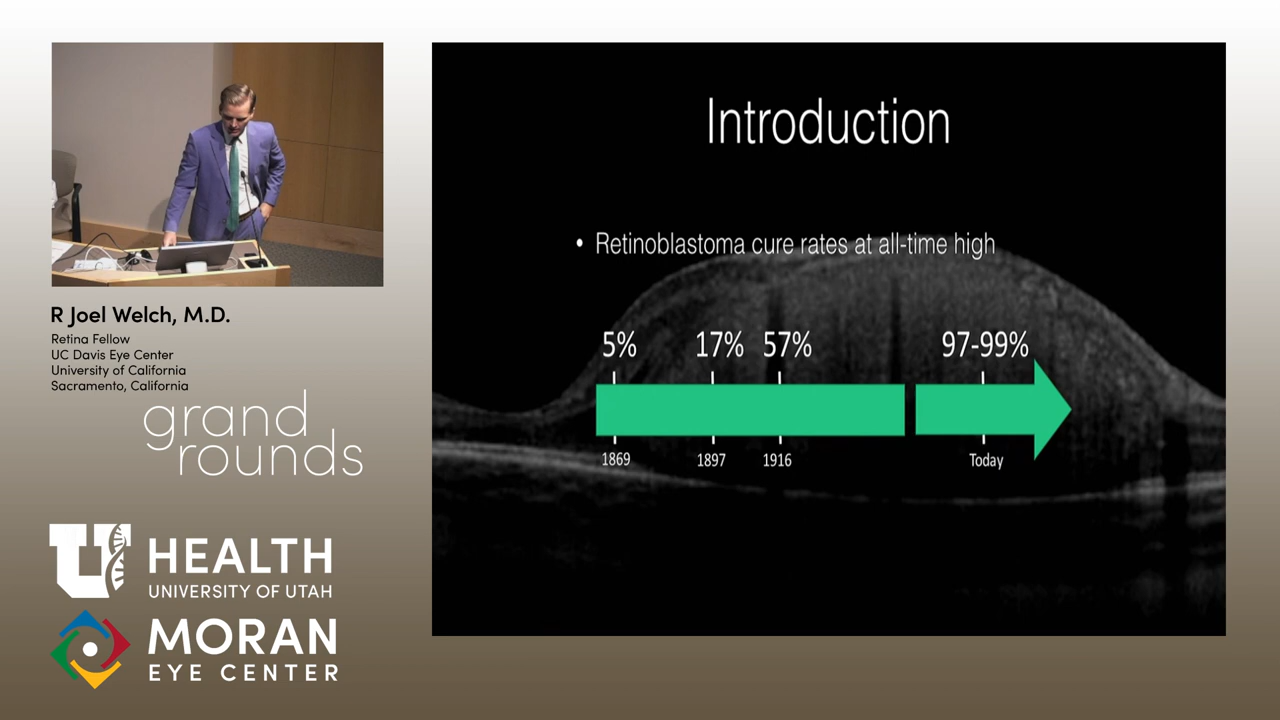 R Joel Welch, M.D.
Retina Fellow
UC Davis Eye Center
University of California
Sacramento, California
grand
rounds
U HEALTH
UNIVERSITY OF UTAH
MORAN
EYE CENTER
Introduction
• Retinoblastoma cure rates at all-time high
5% 17% 57% 97-99%
1869 1897 1916 Today